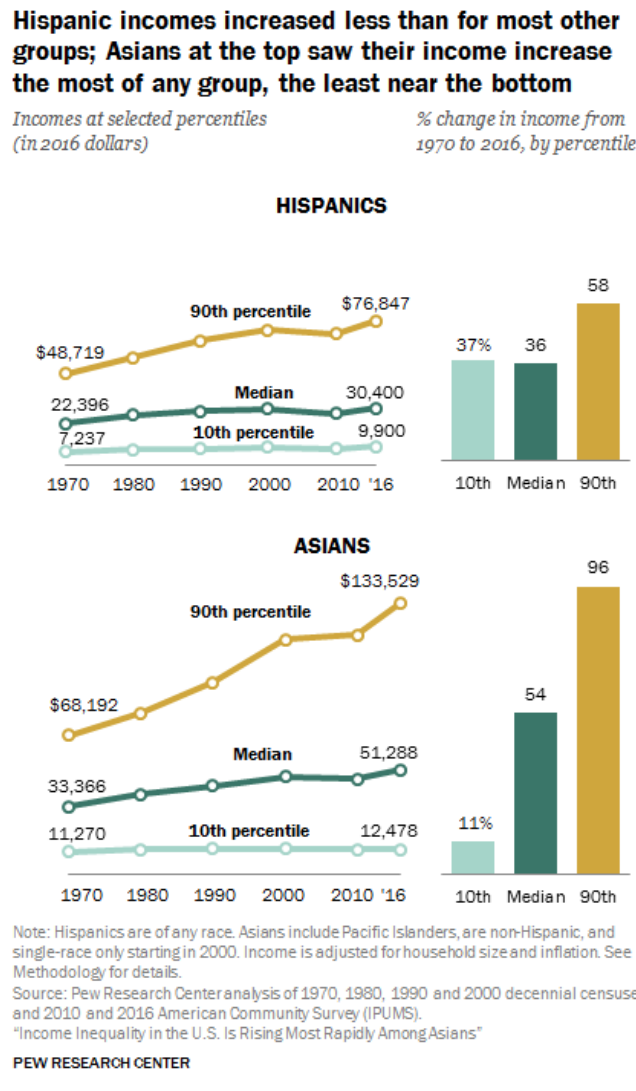 Hispanic incomes increased less than for most other
groups; Asians at the top saw their income increase
the most of any group, the least near the bottom
Incomes at selected percentiles
(in 2016 dollars)
% change in income from
1970 to 2016, by percentile
HISPANICS
90th percentile
$76,847
$48,719
Median
30,400
22,396
10th percentile
9,900
7,237
1970 1980 1990 2000 2010 '16
58
37% 36
10th Median 90th
ASIANS
$133,529
90th percentile
$68,192
Median
51,288
33,366
10th percentile
12,478
11,270
1970 1980 1990 2000 2010 '16
96
54
11%
10th Median 90th
Note: Hispanics are of any race. Asians include Pacific Islanders, are non-Hispanic, and
single-race only starting in 2000. Income is adjusted for household size and inflation. See
Methodology for details.
Source: Pew Research Center analysis of 1970, 1980, 1990 and 2000 decennial censuse
and 2010 and 2016 American Community Survey (IPUMS).
“Income Inequality in the U.S. Is Rising Most Rapidly Among Asians”
PEW RESEARCH CENTER